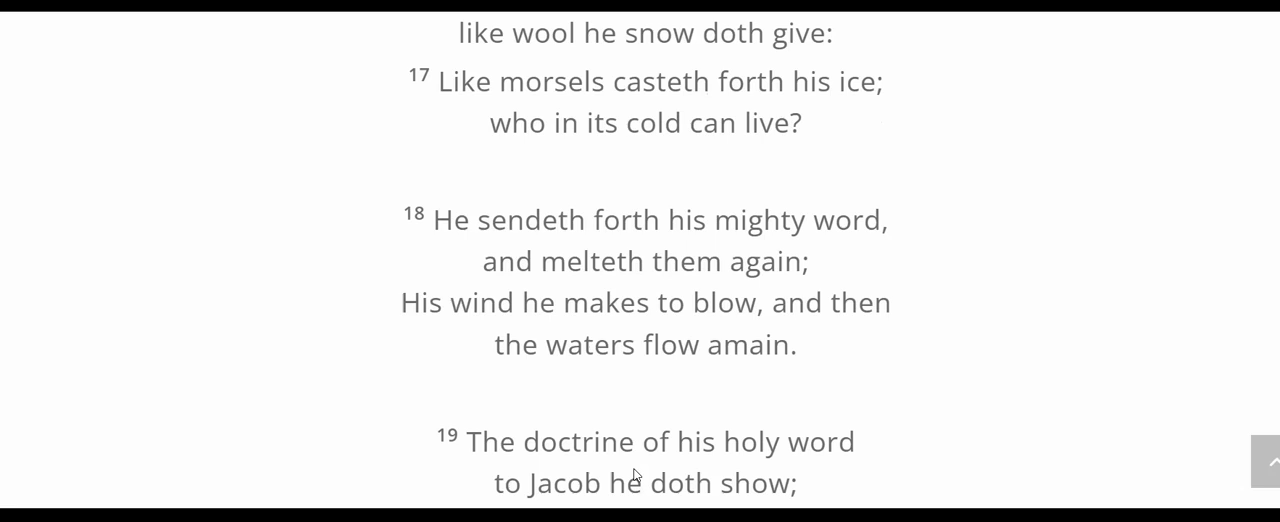 like wool he snow doth give:
17 Like morsels casteth forth his ice;
who in its cold can live?
18 He sendeth forth his mighty word,
and melteth them again;
His wind he makes to blow, and then
the waters flow amain.
19 The doctrine of his holy word
to Jacob he doth show;